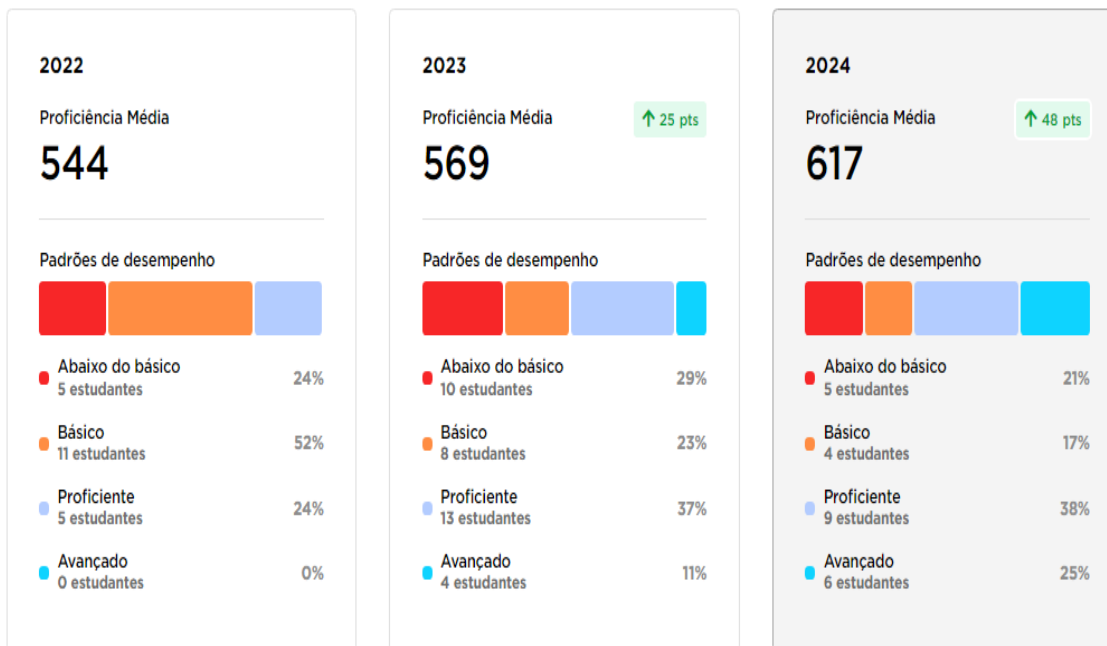 2022
Proficiência Média
544
Padrões de desempenho
Abaixo do básico
5 estudantes
24%
Básico
11 estudantes
52%
Proficiente
5 estudantes
24%
Avançado
0 estudantes
0%
2023
Proficiência Média
↑ 25 pts
569
Padrões de desempenho
Abaixo do básico
10 estudantes
29%
Básico
8 estudantes
23%
Proficiente
13 estudantes
37%
Avançado
4 estudantes
11%
2024
Proficiência Média
↑ 48 pts
617
Padrões de desempenho
Abaixo do básico
5 estudantes
21%
Básico
4 estudantes
17%
Proficiente
9 estudantes
38%
Avançado
6 estudantes
25%